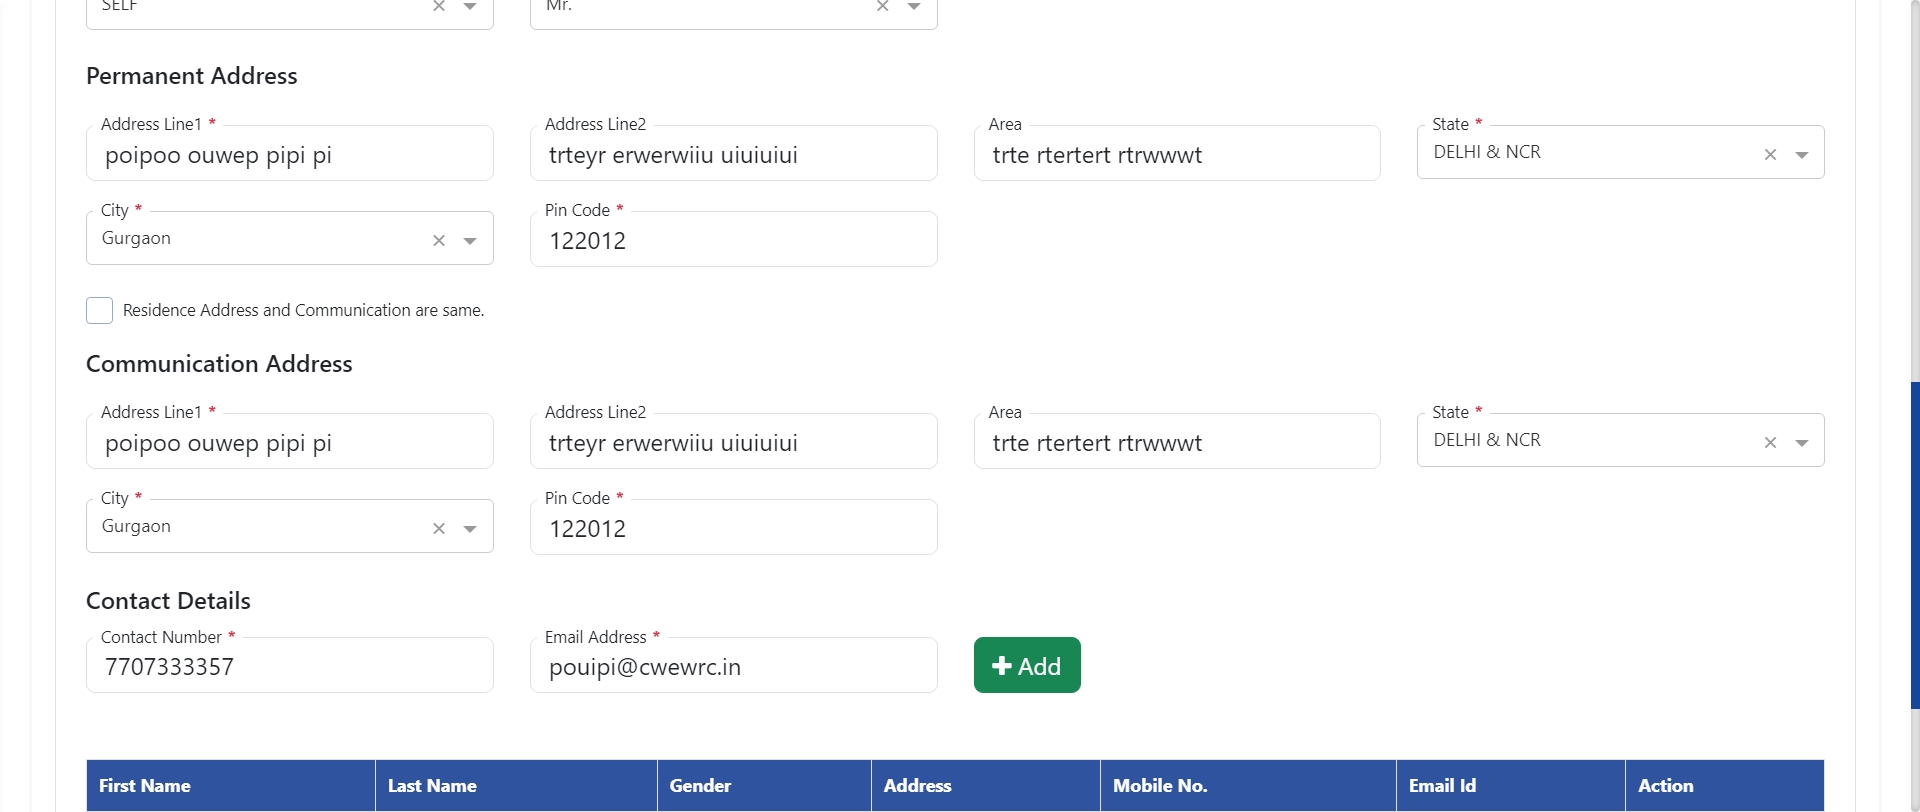 SELF
Mr.
Permanent Address
Address Line1 *
poipoo ouwep pipi pi
Address Line2
trteyr erwerwiiu uiuiuiui
Area
trte rtertert rtrwwwt
State *
DELHI & NCR
City *
Gurgaon
Pin Code *
122012
Residence Address and Communication are same.
Communication Address
Address Line1 *
poipoo ouwep pipi pi
Address Line2
trteyr erwerwiiu uiuiuiui
Area
trte rtertert rtrwwwt
State *
DELHI & NCR
City *
Gurgaon
Pin Code *
122012
Contact Details
Contact Number *
7707333357
Email Address *
pouipi@cwewrc.in
Add
First Name
Last Name
Gender
Address
Mobile No.
Email Id
Action